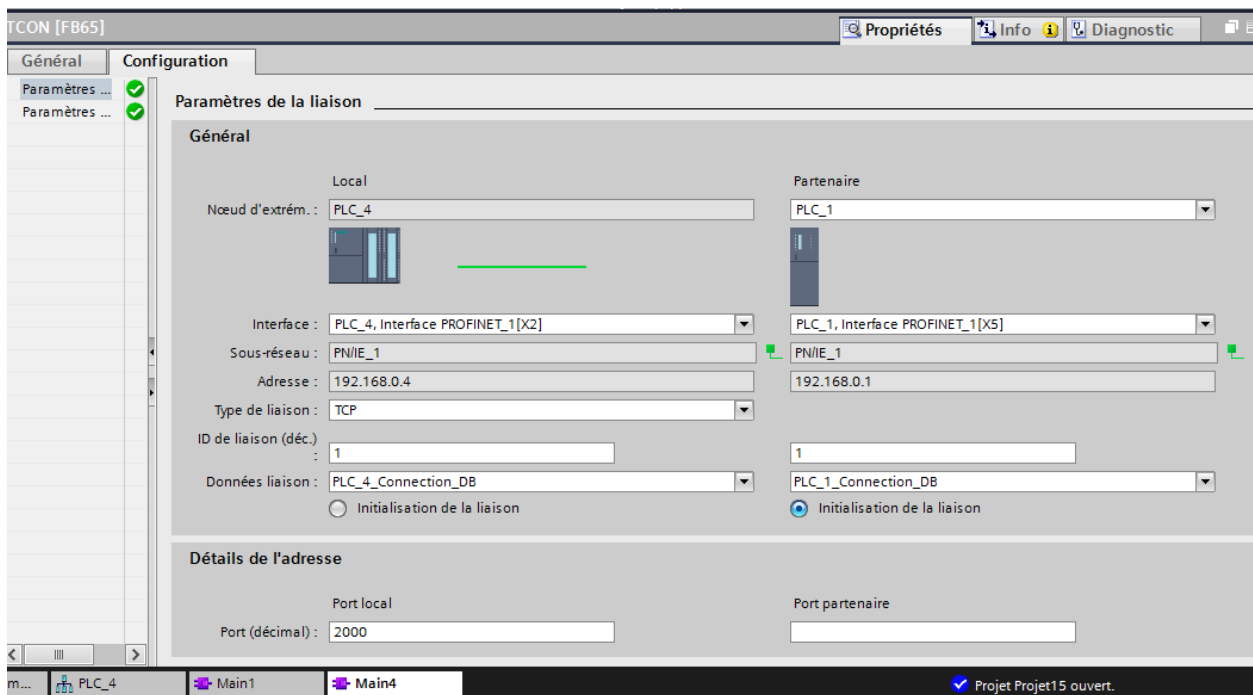 TCON [FB65]
Propriétés
Info
Diagnostic
Général
Configuration
Paramètres ...
Paramètres ...
Paramètres de la liaison
Général
Local
Partenaire
Nœud d'extrém. :
PLC_4
PLC_1
Interface :
PLC_4, Interface PROFINET_1[X2]
PLC_1, Interface PROFINET_1[X5]
Sous-réseau :
PN/IE_1
PN/IE_1
Adresse :
192.168.0.4
192.168.0.1
Type de liaison :
TCP
ID de liaison (déc.)
:
1
1
Données liaison :
PLC_4_Connection_DB
PLC_1_Connection_DB
Initialisation de la liaison
Initialisation de la liaison
Détails de l'adresse
Port local
Port partenaire
Port (décimal) :
2000
m...
PLC_4
Main1
Main4
Projet Projet15 ouvert.